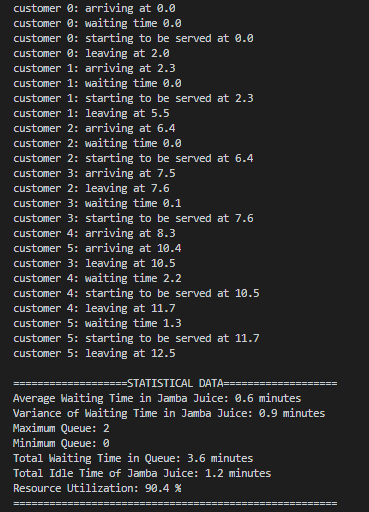 customer 0: arriving at 0.0
customer 0: waiting time 0.0
customer 0: starting to be served at 0.0
customer 0: leaving at 2.0
customer 1: arriving at 2.3
customer 1: waiting time 0.0
customer 1: starting to be served at 2.3
customer 1: leaving at 5.5
customer 2: arriving at 6.4
customer 2: waiting time 0.0
customer 2: starting to be served at 6.4
customer 3: arriving at 7.5
customer 2: leaving at 7.6
customer 3: waiting time 0.1
customer 3: starting to be served at 7.6
customer 4: arriving at 8.3
customer 5: arriving at 10.4
customer 3: leaving at 10.5
customer 4: waiting time 2.2
customer 4: starting to be served at 10.5
customer 4: leaving at 11.7
customer 5: waiting time 1.3
customer 5: starting to be served at 11.7
customer 5: leaving at 12.5
===================STATISTICAL DATA===================
Average Waiting Time in Jamba Juice: 0.6 minutes
Variance of Waiting Time in Jamba Juice: 0.9 minutes
Maximum Queue: 2
Minimum Queue: 0
Total Waiting Time in Queue: 3.6 minutes
Total Idle Time of Jamba Juice: 1.2 minutes
Resource Utilization: 90.4 %
======================================================